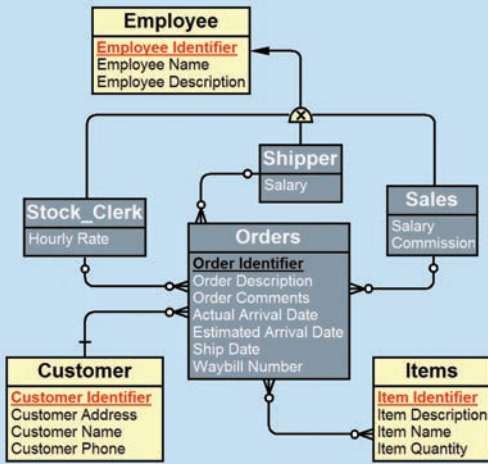 Employee
Employee Identifier
Employee Name
Employee Description
X
Shipper
Salary
Stock_Clerk
Hourly Rate
Sales
Salary
Commission
Orders
Order Identifier
Order Description
Order Comments
Actual Arrival Date
Estimated Arrival Date
Ship Date
Waybill Number
Customer
Customer Identifier
Customer Address
Customer Name
Customer Phone
Items
Item Identifier
Item Description
Item Name
Item Quantity